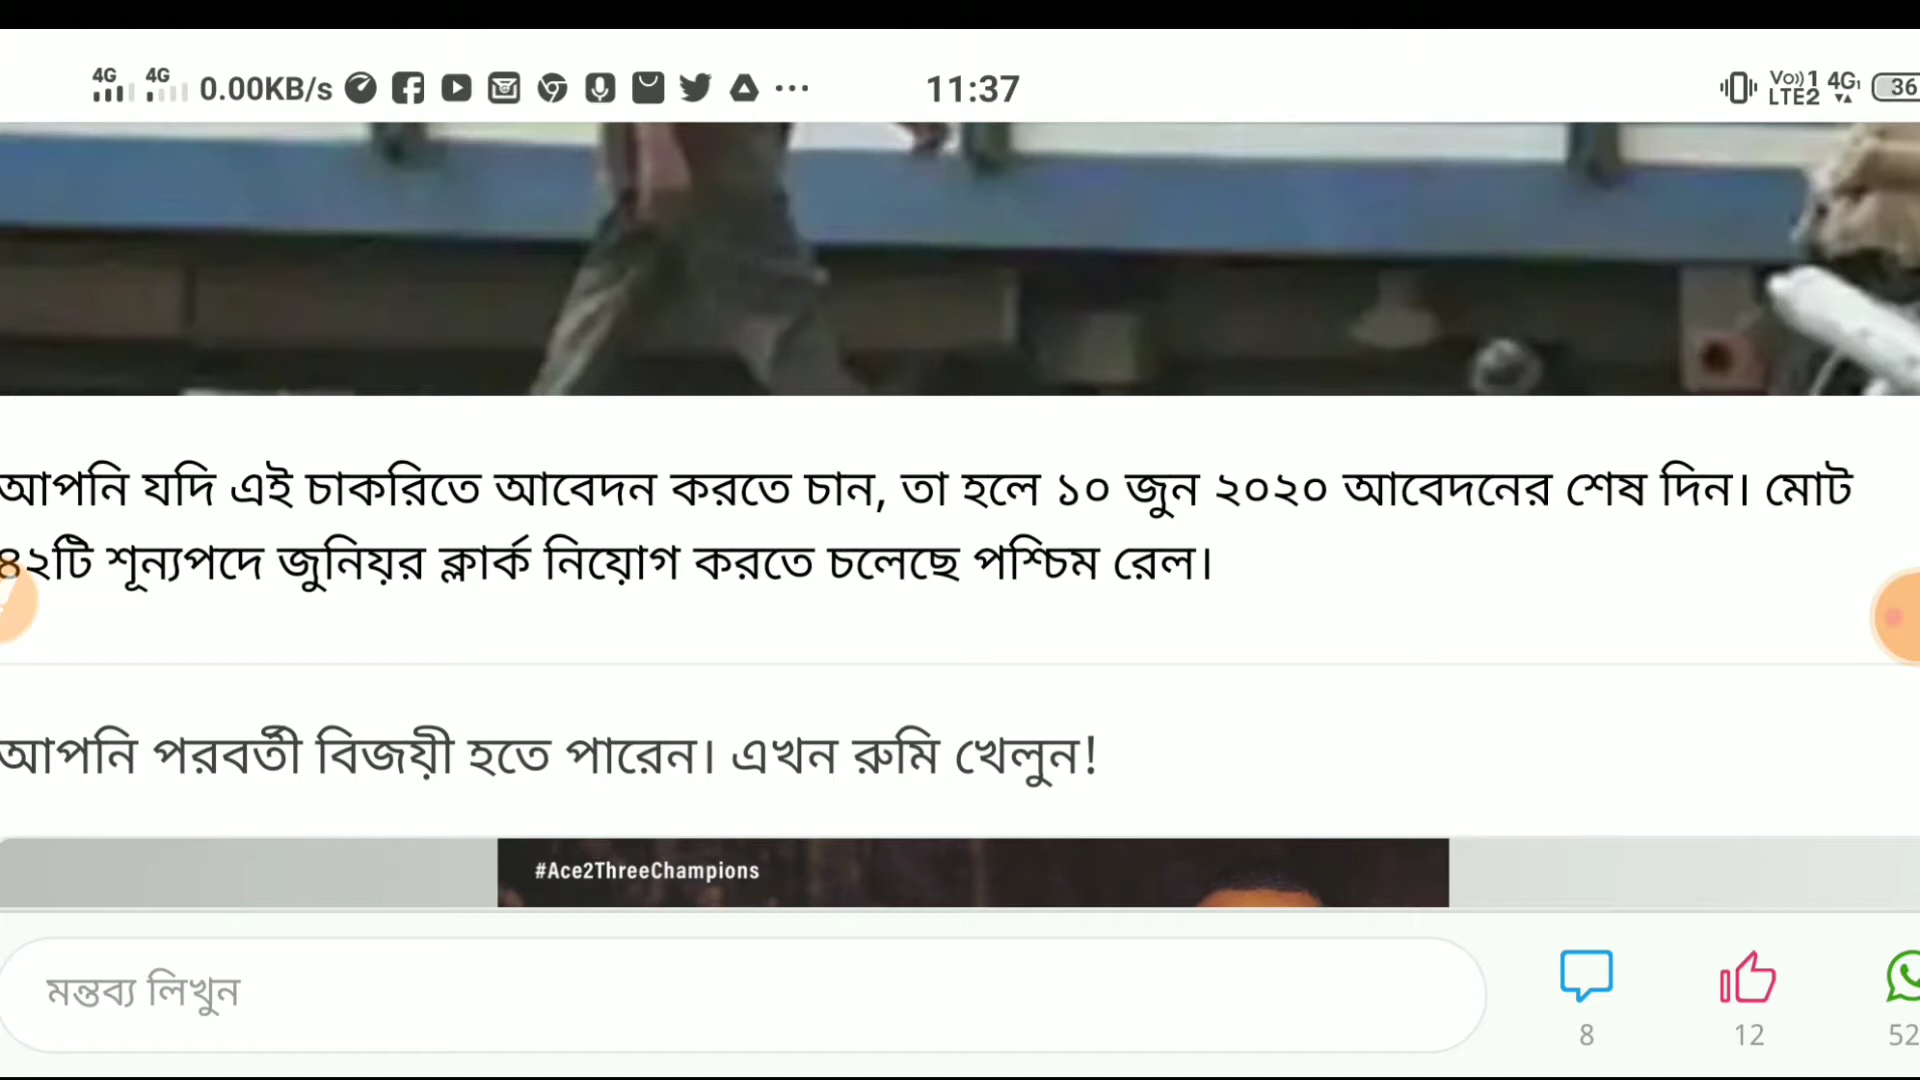 4G 4G 0.00KB/s 11:37 Vo)) 1 LTE2 4G 36
আপনি যদি এই চাকরিতে আবেদন করতে চান, তা হলে ১০ জুন ২০২০ আবেদনের শেষ দিন। মোট
৪২টি শূন্যপদে জুনিয়র ক্লার্ক নিয়োগ করতে চলেছে পশ্চিম রেল।
আপনি পরবর্তী বিজয়ী হতে পারেন। এখন রুমি খেলুন!
#Ace2ThreeChampions
মন্তব্য লিখুন
8 12 52